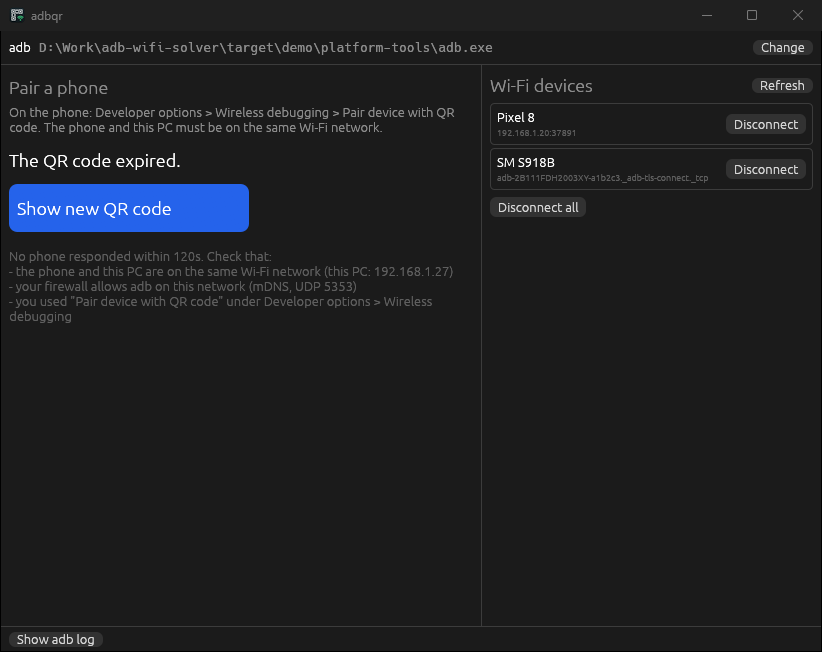 adbqr
adb D:\Work\adb-wifi-solver\target\demo\platform-tools\adb.exe
Change
Pair a phone
On the phone: Developer options > Wireless debugging > Pair device with QR
code. The phone and this PC must be on the same Wi-Fi network.
The QR code expired.
Show new QR code
No phone responded within 120s. Check that:
- the phone and this PC are on the same Wi-Fi network (this PC: 192.168.1.27)
- your firewall allows adb on this network (mDNS, UDP 5353)
- you used "Pair device with QR code" under Developer options > Wireless
debugging
Wi-Fi devices
Refresh
Pixel 8
192.168.1.20:37891
Disconnect
SM S918B
adb-2B111FDH2003XY-a1b2c3._adb-tls-connect._tcp
Disconnect
Disconnect all
Show adb log